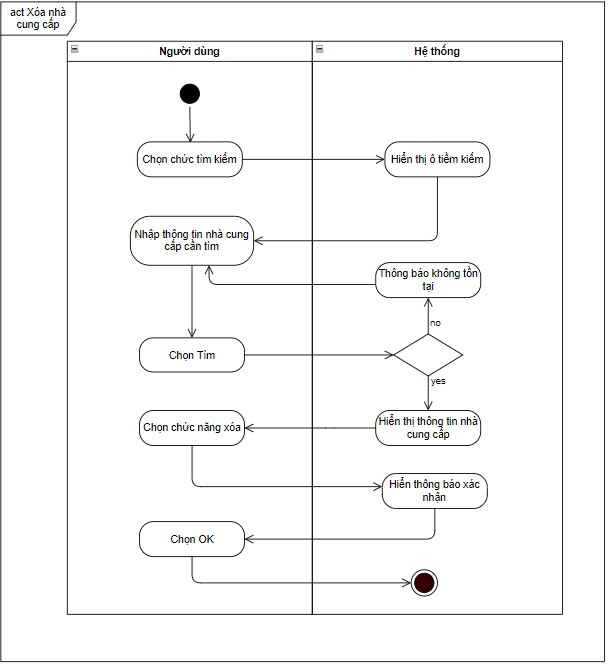 act Xóa nhà
cung cấp
Người dùng
Hệ thống
Chọn chức tìm kiếm
Hiển thị ô tiềm kiếm
Nhập thông tin nhà cung
cấp cần tìm
Thông báo không tồn
tại
no
Chọn Tìm
yes
Chọn chức năng xóa
Hiển thị thông tin nhà
cung cấp
Hiển thông báo xác
nhận
Chọn OK